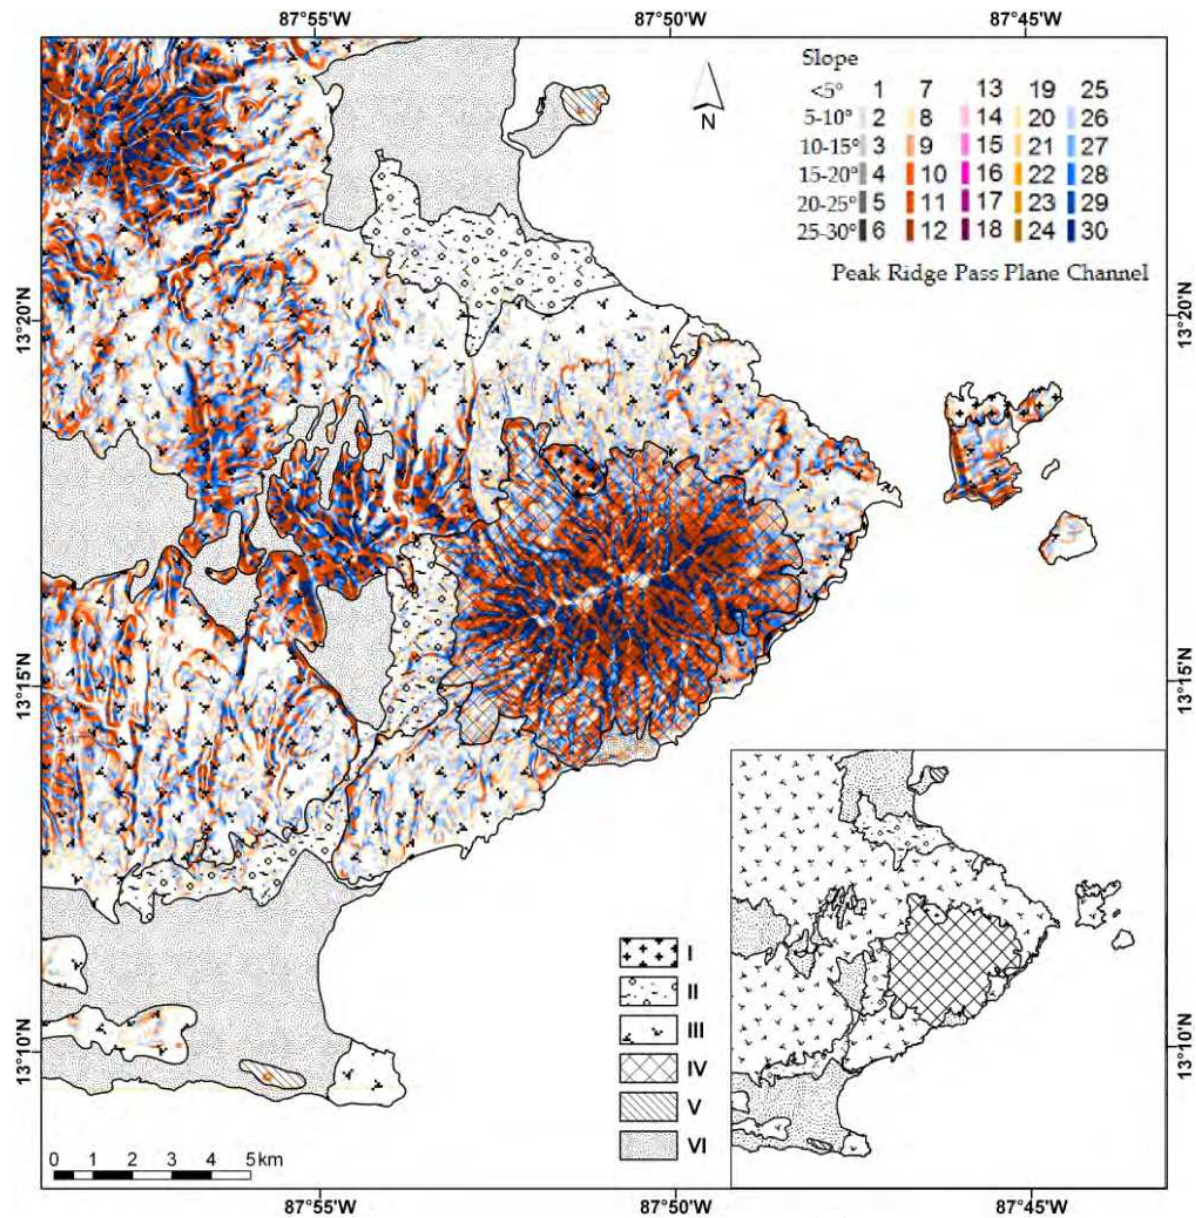 87°55'W 87°50'W 87°45'W
Slope
<5° 1 7 13 19 25
5-10° 2 8 14 20 26
10-15° 3 9 15 21 27
15-20° 4 10 16 22 28
20-25° 5 11 17 23 29
25-30° 6 12 18 24 30
Peak Ridge Pass Plane Channel
N
13°20'N 13°20'N
13°15'N 13°15'N
13°10'N 13°10'N
I
II
III
IV
V
VI
0 1 2 3 4 5 km
87°55'W 87°50'W 87°45'W